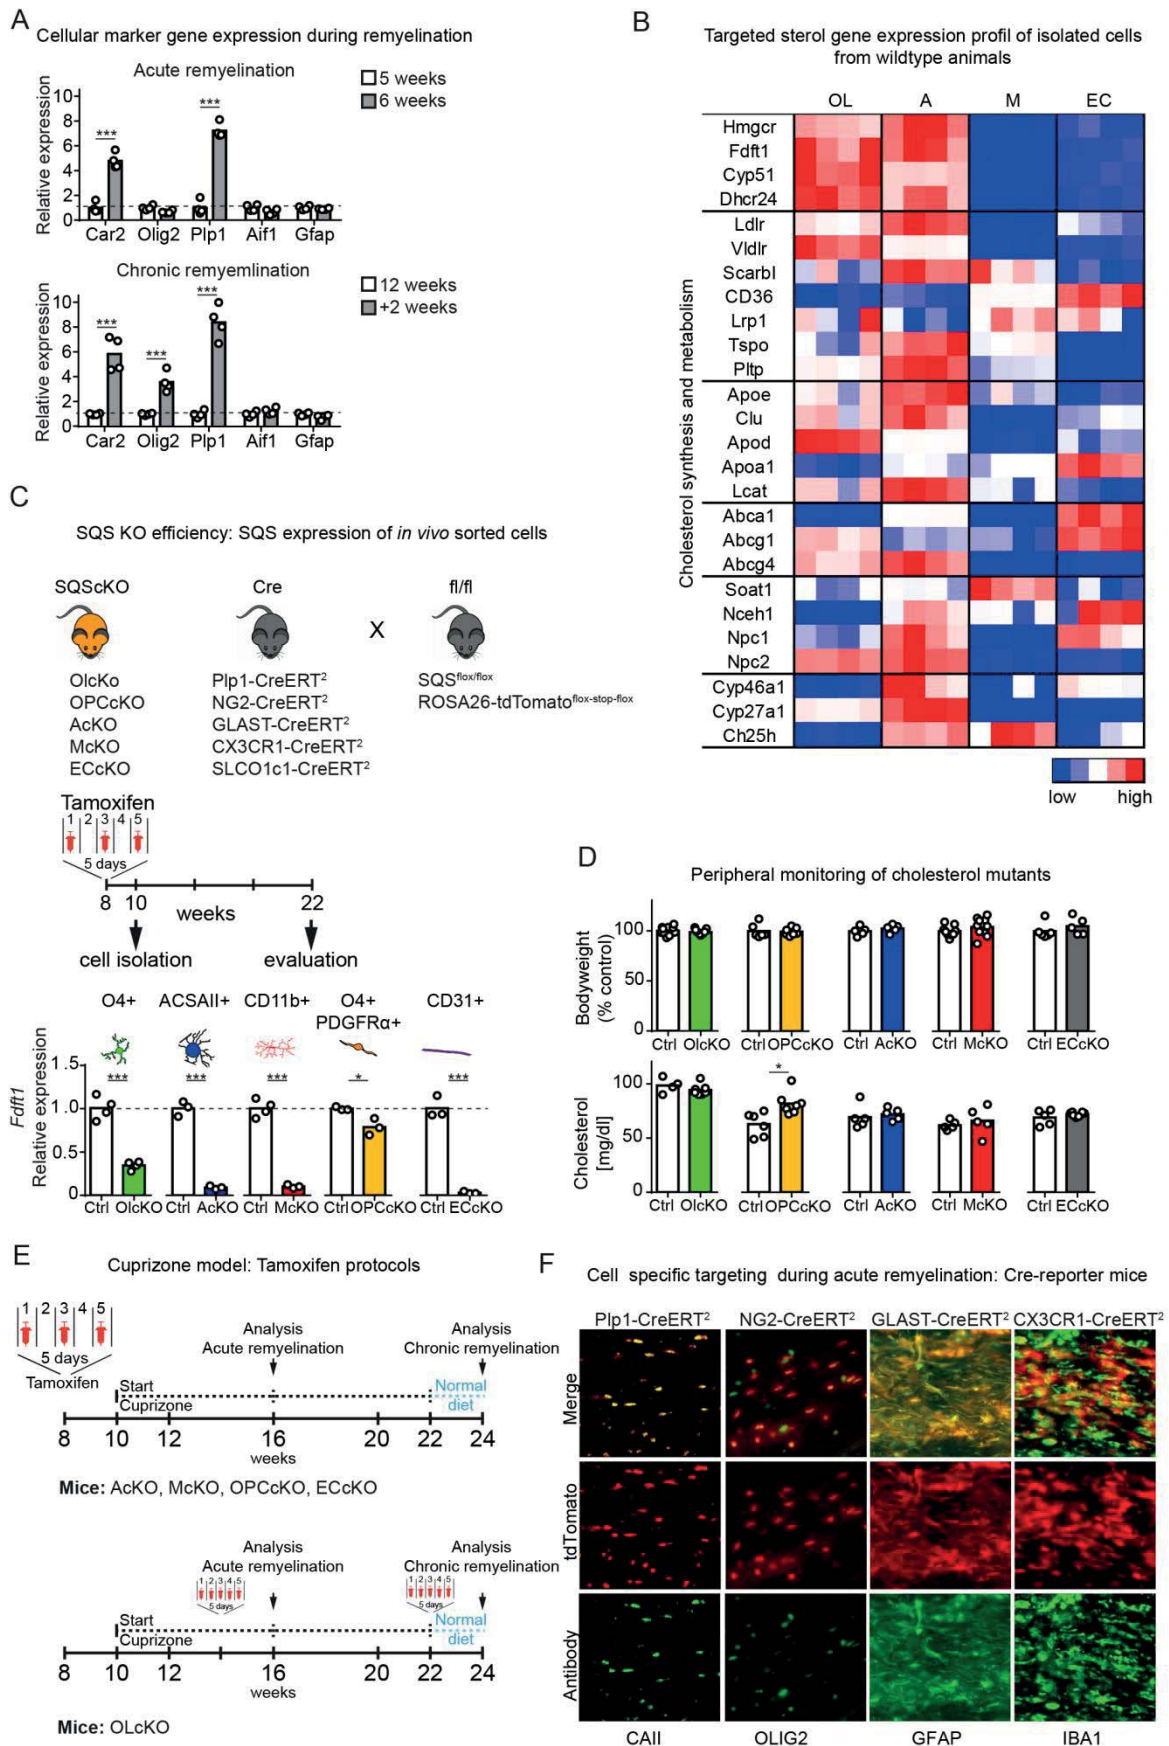 A
Cellular marker gene expression during remyelination
Acute remyelination
5 weeks
6 weeks
Relative expression
10
8
6
4
2
0
***
***
Car2 Olig2 Plp1 Aif1 Gfap
Chronic remyemlination
12 weeks
+2 weeks
Relative expression
10
8
6
4
2
0
***
***
***
Car2 Olig2 Plp1 Aif1 Gfap
B
Targeted sterol gene expression profil of isolated cells
from wildtype animals
OL A M EC
Cholesterol synthesis and metabolism
Hmgcr
Fdft1
Cyp51
Dhcr24
Ldlr
Vldlr
Scarbl
CD36
Lrp1
Tspo
Pltp
Apoe
Clu
Apod
Apoa1
Lcat
Abca1
Abcg1
Abcg4
Soat1
Nceh1
Npc1
Npc2
Cyp46a1
Cyp27a1
Ch25h
low high
C
SQS KO efficiency: SQS expression of in vivo sorted cells
SQScKO Cre fl/fl
X
OlcKo Plp1-CreERT² SQSflox/flox
OPCcKO NG2-CreERT² ROSA26-tdTomatoflox-stop-flox
AcKO GLAST-CreERT²
McKO CX3CR1-CreERT²
ECcKO SLCO1c1-CreERT²
Tamoxifen
1 2 3 4 5
5 days
8 10 22
weeks
cell isolation evaluation
O4+ ACSAII+ CD11b+ O4+ CD31+
PDGFRα+
Fdft1
Relative expression
1.5
1.0
0.5
0
*** *** *** * ***
Ctrl OlcKO Ctrl AcKO Ctrl McKO Ctrl OPCcKO Ctrl ECcKO
D
Peripheral monitoring of cholesterol mutants
Bodyweight
(% control)
100
50
0
Ctrl OlcKO Ctrl OPCcKO Ctrl AcKO Ctrl McKO Ctrl ECcKO
Cholesterol
[mg/dl]
100
50
0
*
Ctrl OlcKO Ctrl OPCcKO Ctrl AcKO Ctrl McKO Ctrl ECcKO
E
Cuprizone model: Tamoxifen protocols
1 2 3 4 5
5 days
Tamoxifen
Analysis
Acute remyelination
Analysis
Chronic remyelination
Start
Cuprizone
Normal
diet
8 10 12 16 20 22 24
weeks
Mice: AcKO, McKO, OPCcKO, ECcKO
Analysis
Acute remyelination
Analysis
Chronic remyelination
1 2 3 4 5
5 days
1 2 3 4 5
5 days
Start
Cuprizone
Normal
diet
8 10 12 16 20 22 24
weeks
Mice: OLcKO
F
Cell specific targeting during acute remyelination: Cre-reporter mice
Plp1-CreERT² NG2-CreERT² GLAST-CreERT² CX3CR1-CreERT²
Merge
tdTomato
Antibody
CAII OLIG2 GFAP IBA1